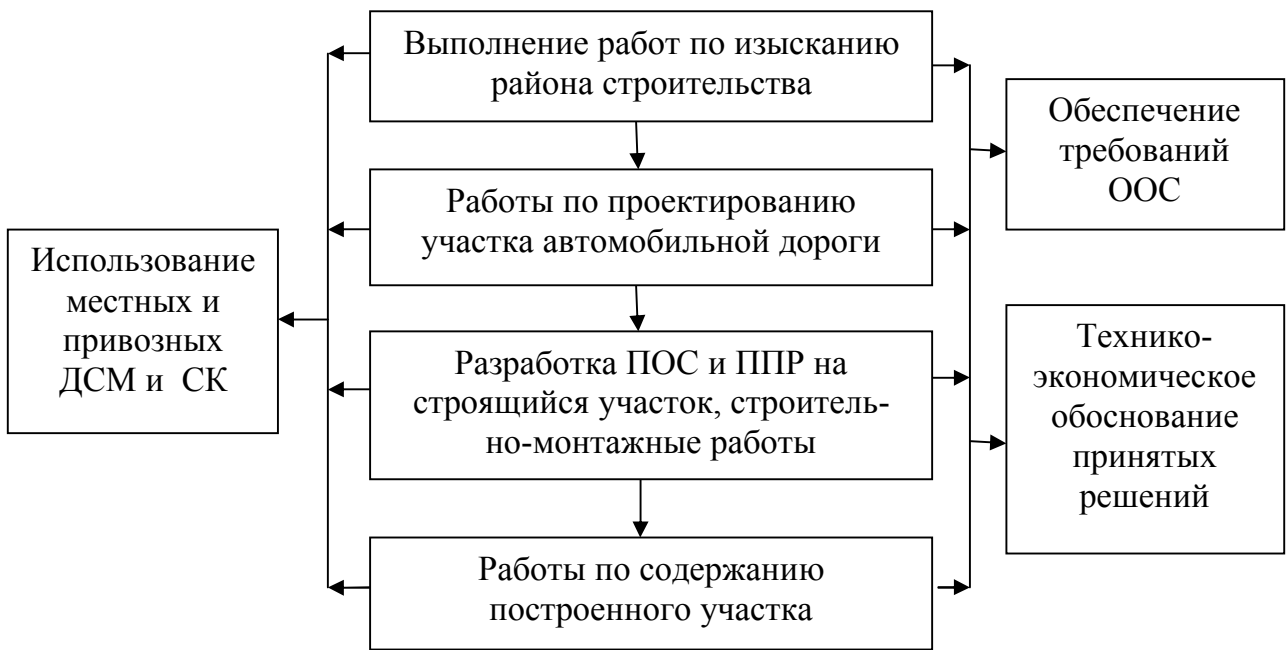 Выполнение работ по изысканию
района строительства
Обеспечение
требований
ООС
Работы по проектированию
участка автомобильной дороги
Использование
местных и
привозных
ДСМ и СК
Разработка ПОС и ППР на
строящийся участок, строитель-
но-монтажные работы
Технико-
экономическое
обоснование
принятых
решений
Работы по содержанию
построенного участка